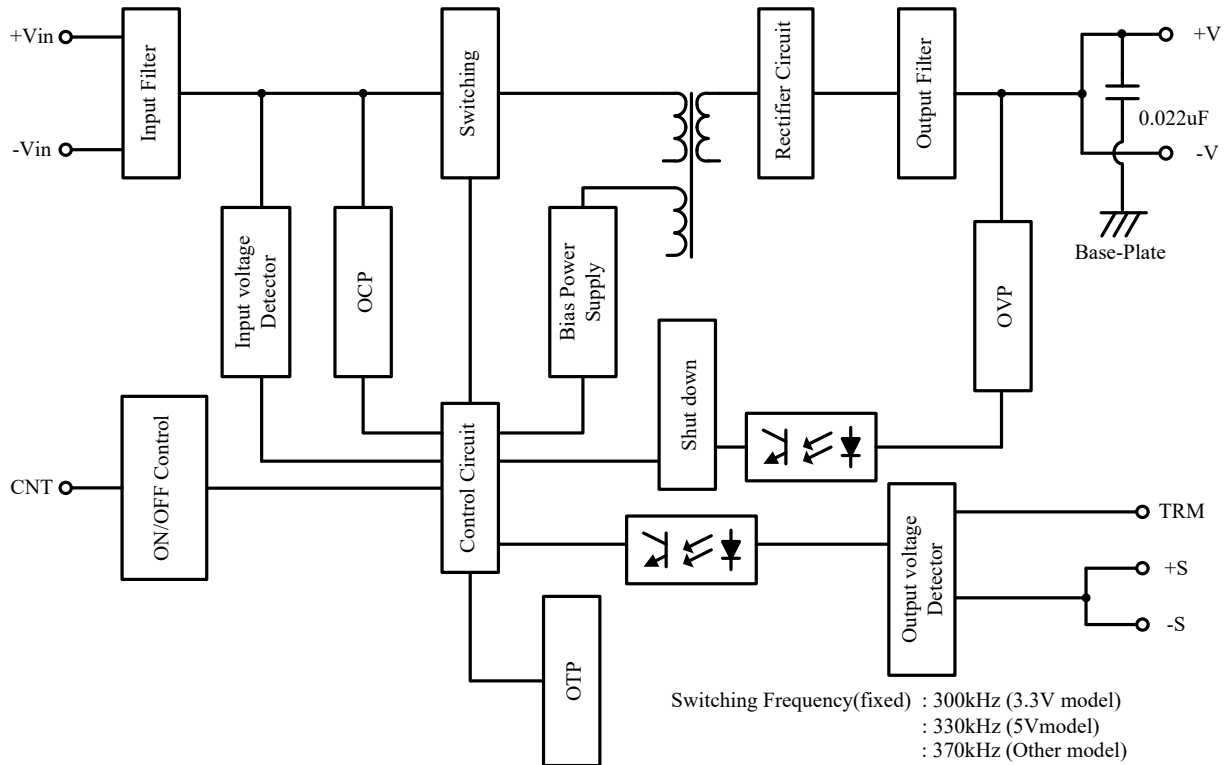 +Vin
-Vin
Input Filter
Switching
Rectifier Circuit
Output Filter
+V
0.022uF
-V
Base-Plate
Input voltage
Detector
OCP
Bias Power
Supply
Shut down
OVP
CNT
ON/OFF Control
Control Circuit
Output voltage
Detector
TRM
+S
-S
OTP
Switching Frequency(fixed) : 300kHz (3.3V model)
: 330kHz (5Vmodel)
: 370kHz (Other model)